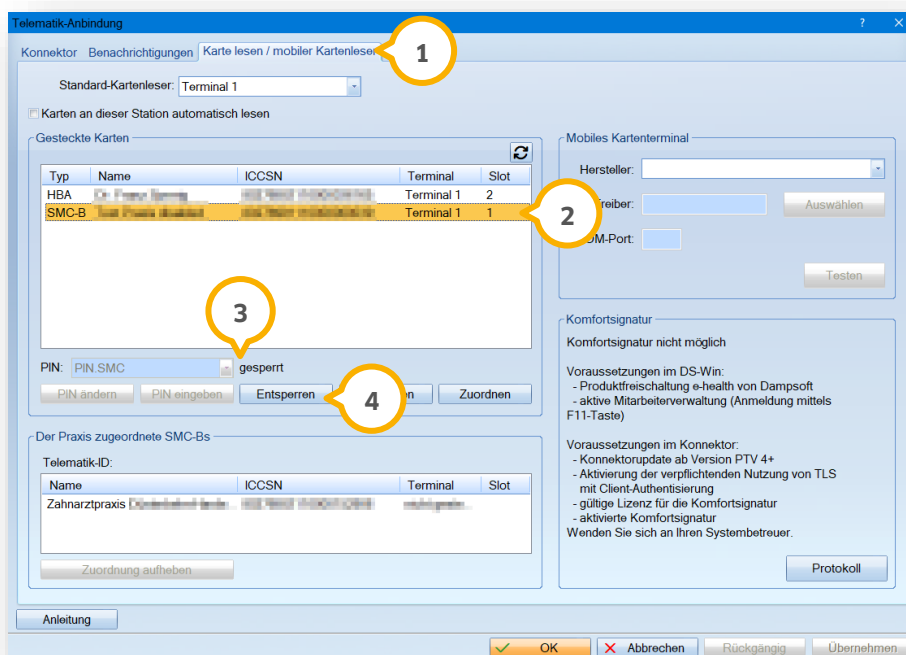 Telematik-Anbindung
Konnektor Benachrichtigungen Karte lesen / mobiler Kartenleser
1
Standard-Kartenleser: Terminal 1
Karten an dieser Station automatisch lesen
Gesteckte Karten
Typ Name ICCSN Terminal Slot
HBA Terminal 1 2
SMC-B Terminal 1 1
2
3
PIN: PIN.SMC gesperrt
PIN ändern PIN eingeben Entsperren Zuordnen
4
Der Praxis zugeordnete SMC-Bs
Telematik-ID:
Name ICCSN Terminal Slot
Zahnarztpraxis
Zuordnung aufheben
Mobiles Kartenterminal
Hersteller:
Auswählen
Testen
Komfortsignatur
Komfortsignatur nicht möglich
Voraussetzungen im DS-Win:
- Produktfreischaltung e-health von Dampsoft
- aktive Mitarbeiterverwaltung (Anmeldung mittels
F11-Taste)
Voraussetzungen im Konnektor:
- Konnektorupdate ab Version PTV 4+
- Aktivierung der verpflichtenden Nutzung von TLS
mit Client-Authentisierung
- gültige Lizenz für die Komfortsignatur
- aktivierte Komfortsignatur
Wenden Sie sich an Ihren Systembetreuer.
Protokoll
Anleitung
OK Abbrechen Rückgängig Übernehmen